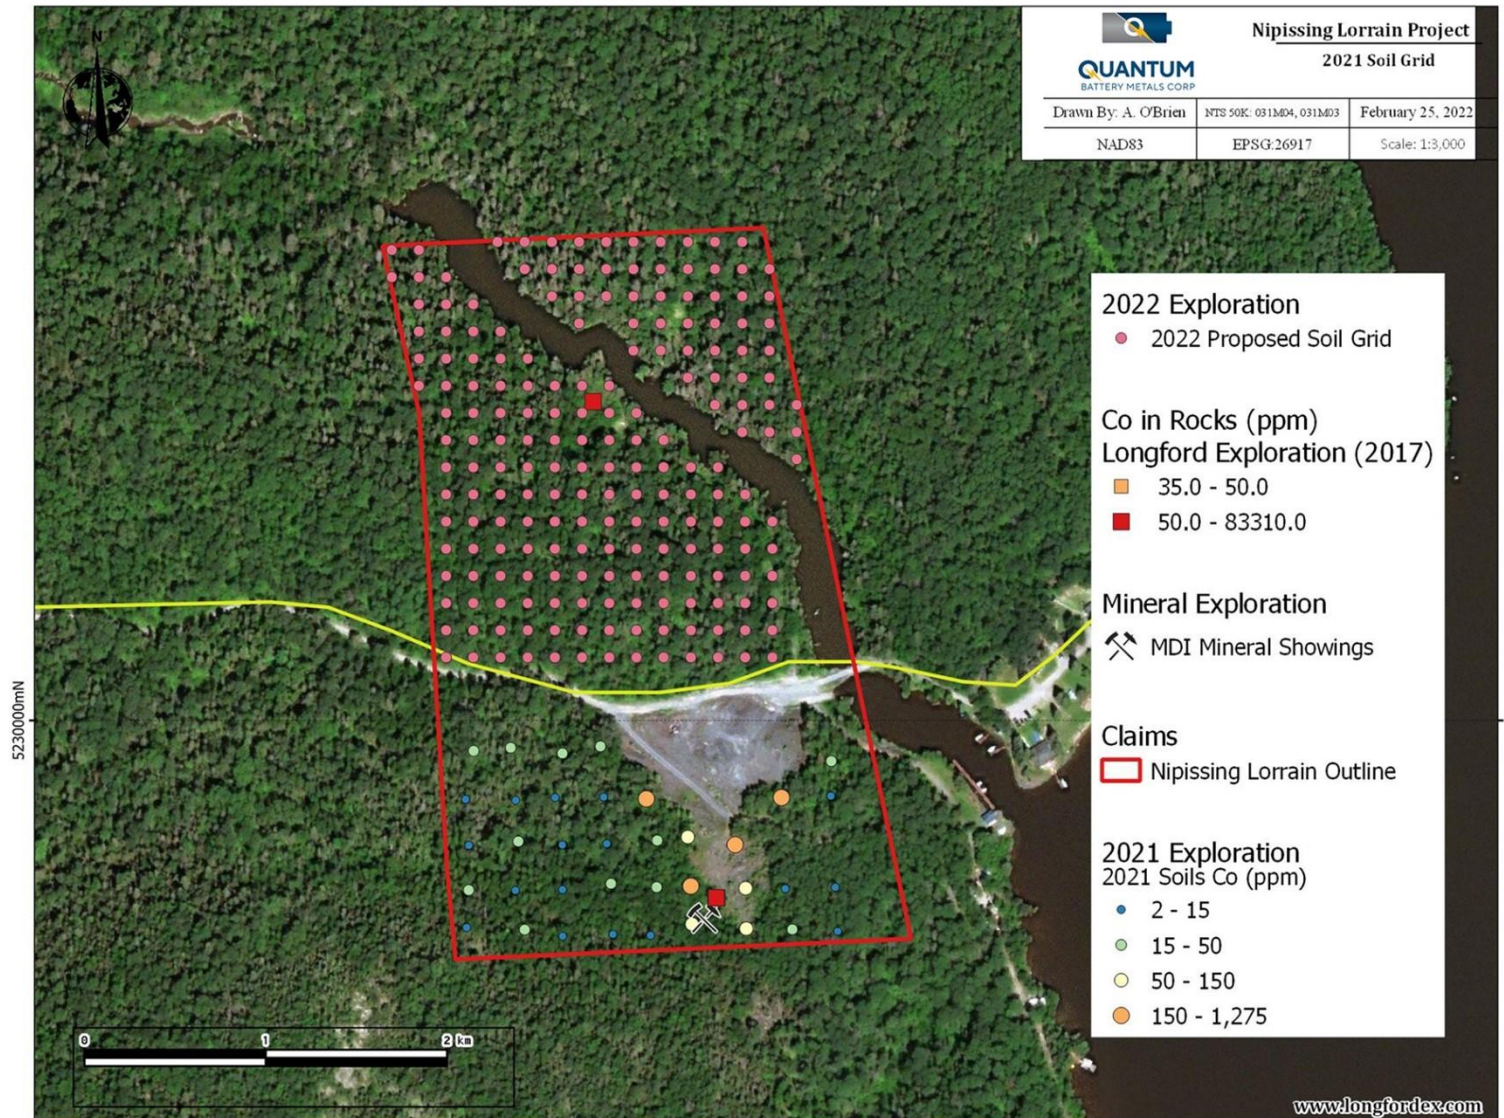 N
QUANTUM
BATTERY METALS CORP
Nipissing Lorrain Project
2021 Soil Grid
Drawn By: A. O'Brien
NTS 50K: 031M04, 031M03
February 25, 2022
NAD83
EPSG:26917
Scale: 1:3,000
2022 Exploration
2022 Proposed Soil Grid
Co in Rocks (ppm)
Longford Exploration (2017)
35.0 - 50.0
50.0 - 83310.0
Mineral Exploration
MDI Mineral Showings
Claims
Nipissing Lorrain Outline
2021 Exploration
2021 Soils Co (ppm)
2 - 15
15 - 50
50 - 150
150 - 1,275
5230000mN
0 1 2 km
www.longfordex.com